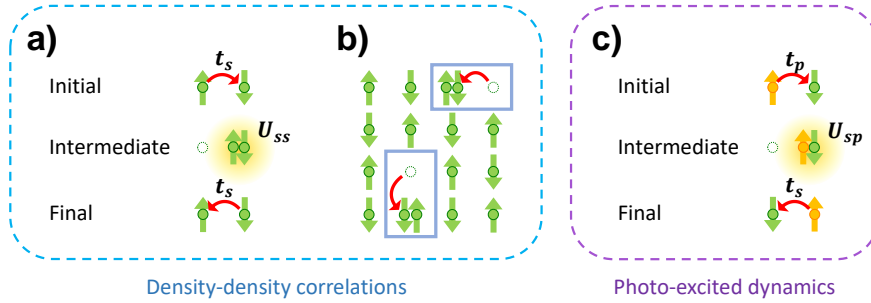 a)
b)
c)
t_s
t_p
Initial
Initial
Intermediate
U_ss
Intermediate
U_sp
t_s
t_s
Final
Final
Density-density correlations
Photo-excited dynamics